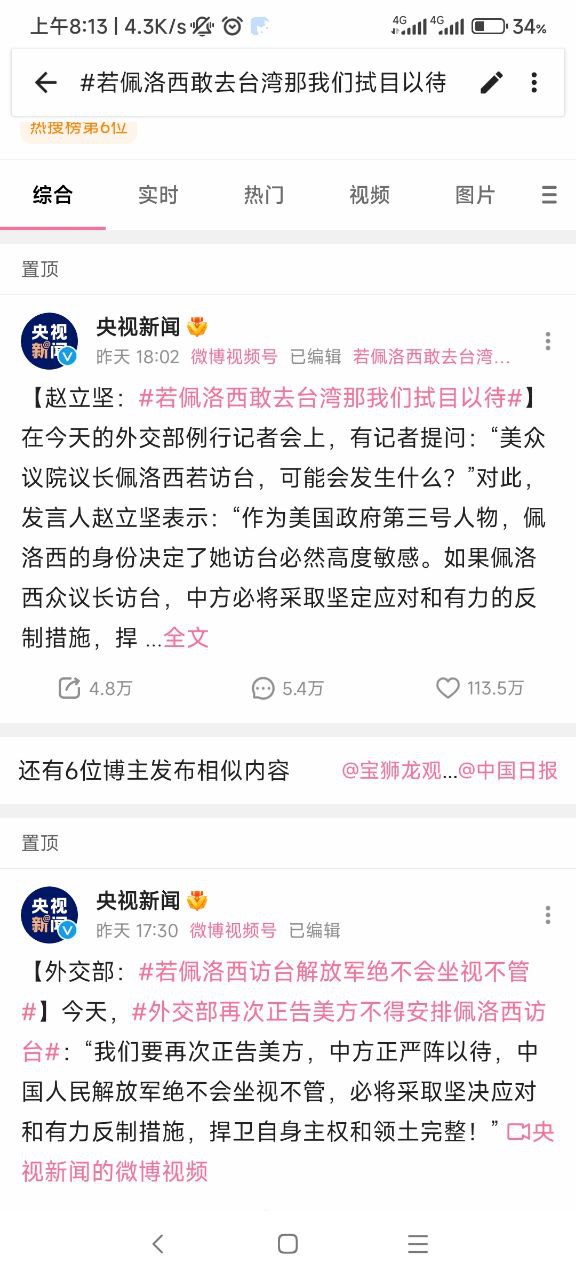 上午8:13 | 4.3K/s
4G 4G 34%
#若佩洛西敢去台湾那我们拭目以待
热搜榜第6位
综合 实时 热门 视频 图片
置顶
央视新闻
昨天 18:02 微博视频号 已编辑 若佩洛西敢去台湾...
【赵立坚：#若佩洛西敢去台湾那我们拭目以待#】
在今天的外交部例行记者会上，有记者提问：“美众
议院议长佩洛西若访台，可能会发生什么？”对此，
发言人赵立坚表示：“作为美国政府第三号人物，佩
洛西的身份决定了她访台必然高度敏感。如果佩洛
西众议长访台，中方必将采取坚定应对和有力的反
制措施，捍 ...全文
4.8万 5.4万 113.5万
还有6位博主发布相似内容 @宝狮龙观...@中国日报
置顶
央视新闻
昨天 17:30 微博视频号 已编辑
【外交部：#若佩洛西访台解放军绝不会坐视不管
#】今天，#外交部再次正告美方不得安排佩洛西访
台#：“我们要再次正告美方，中方正严阵以待，中
国人民解放军绝不会坐视不管，必将采取坚决应对
和有力反制措施，捍卫自身主权和领土完整！”央
视新闻的微博视频